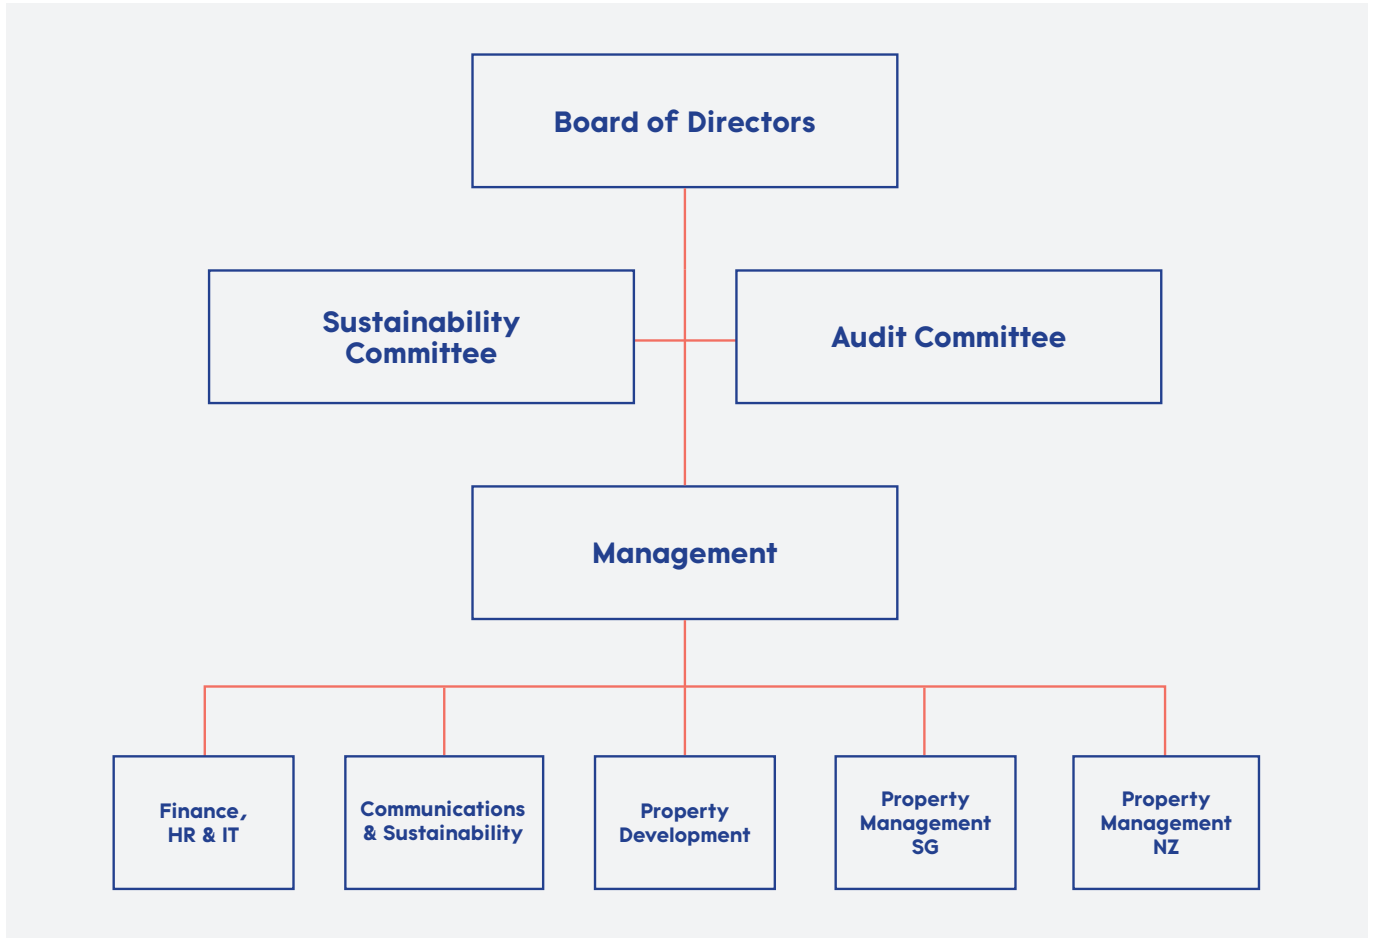 Board of Directors
Sustainability
Committee
Audit Committee
Management
Finance,
HR & IT
Communications
& Sustainability
Property
Development
Property
Management
SG
Property
Management
NZ